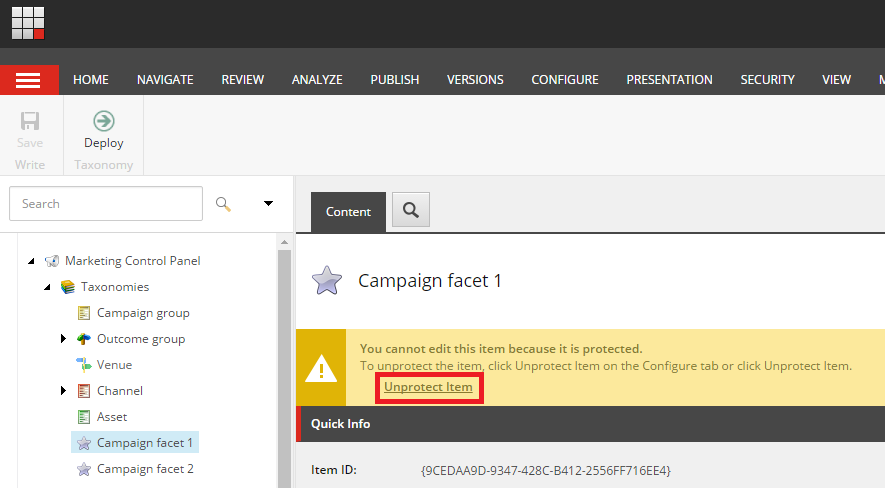 HOME NAVIGATE REVIEW ANALYZE PUBLISH VERSIONS CONFIGURE PRESENTATION SECURITY VIEW M
Save
Write
Deploy
Taxonomy
Search
Content
Marketing Control Panel
Taxonomies
Campaign group
Outcome group
Venue
Channel
Asset
Campaign facet 1
Campaign facet 2
Campaign facet 1
You cannot edit this item because it is protected.
To unprotect the item, click Unprotect Item on the Configure tab or click Unprotect Item.
Unprotect Item
Quick Info
Item ID: {9CEDAA9D-9347-428C-B412-2556FF716EE4}